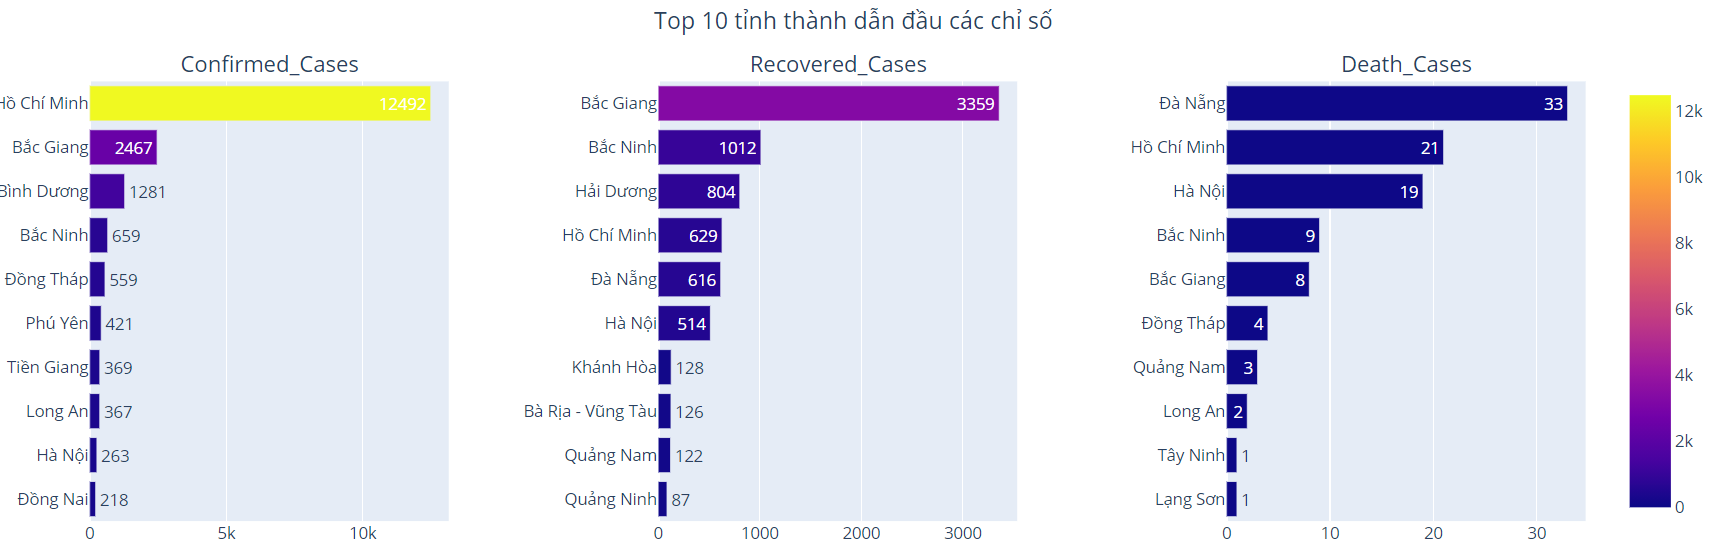 Top 10 tỉnh thành dẫn đầu các chỉ số
Confirmed_Cases
Hồ Chí Minh 12492
Bắc Giang 2467
Bình Dương 1281
Bắc Ninh 659
Đồng Tháp 559
Phú Yên 421
Tiền Giang 369
Long An 367
Hà Nội 263
Đồng Nai 218
0 5k 10k
Recovered_Cases
Bắc Giang 3359
Bắc Ninh 1012
Hải Dương 804
Hồ Chí Minh 629
Đà Nẵng 616
Hà Nội 514
Khánh Hòa 128
Bà Rịa - Vũng Tàu 126
Quảng Nam 122
Quảng Ninh 87
0 1000 2000 3000
Death_Cases
Đà Nẵng 33
Hồ Chí Minh 21
Hà Nội 19
Bắc Ninh 9
Bắc Giang 8
Đồng Tháp 4
Quảng Nam 3
Long An 2
Tây Ninh 1
Lạng Sơn 1
0 10 20 30
12k
10k
8k
6k
4k
2k
0